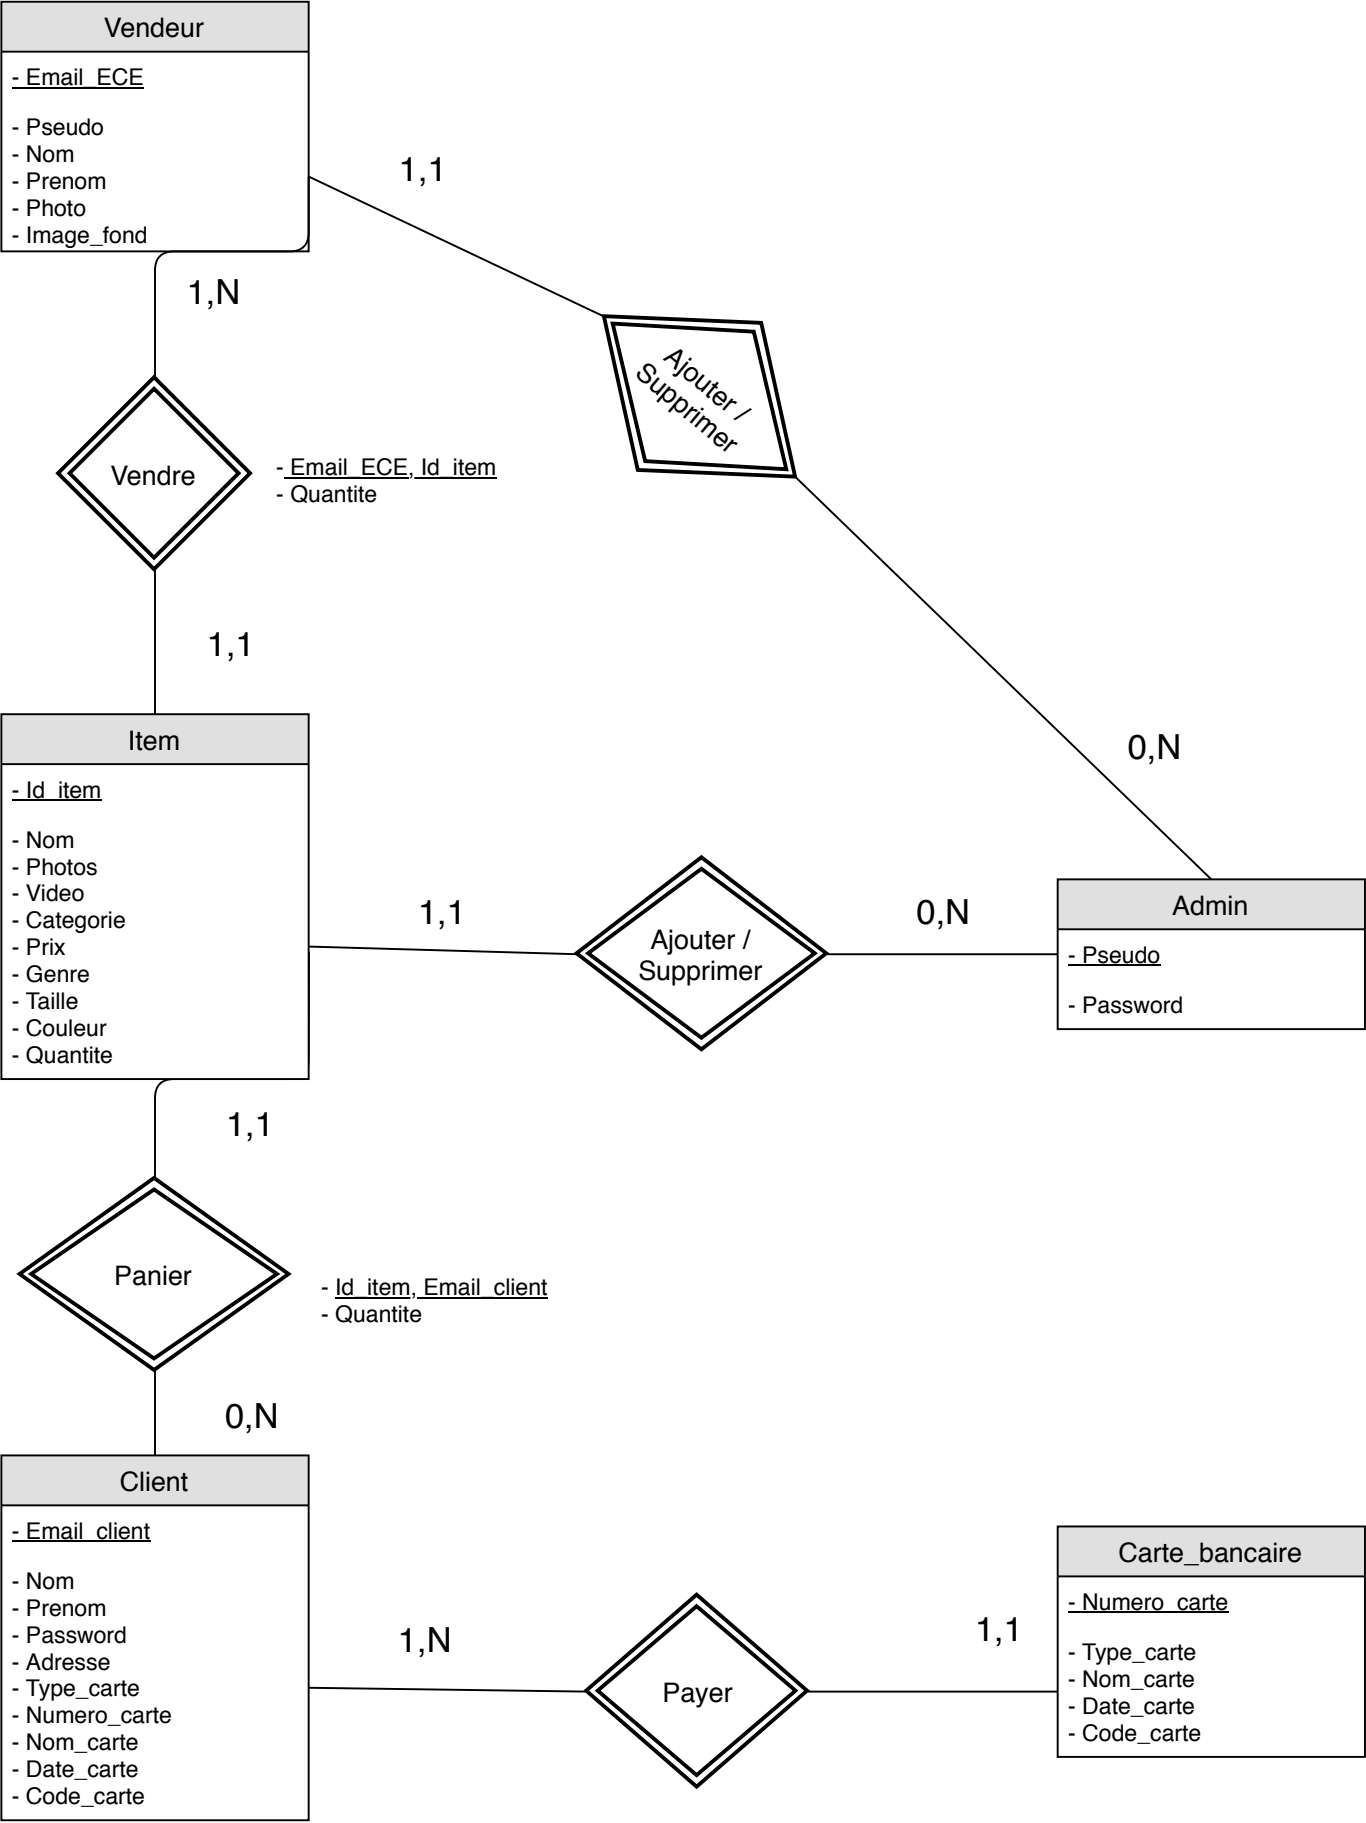 Vendeur
- Email_ECE
- Pseudo
- Nom
- Prenom
- Photo
- Image_fond
1,1
1,N
Ajouter /
Supprimer
Vendre
- Email_ECE, Id_item
- Quantite
1,1
0,N
Item
- Id_item
- Nom
- Photos
- Video
- Categorie
- Prix
- Genre
- Taille
- Couleur
- Quantite
1,1
Ajouter /
Supprimer
0,N
Admin
- Pseudo
- Password
1,1
Panier
- Id_item, Email_client
- Quantite
0,N
Client
- Email_client
- Nom
- Prenom
- Password
- Adresse
- Type_carte
- Numero_carte
- Nom_carte
- Date_carte
- Code_carte
1,N
Payer
1,1
Carte_bancaire
- Numero_carte
- Type_carte
- Nom_carte
- Date_carte
- Code_carte